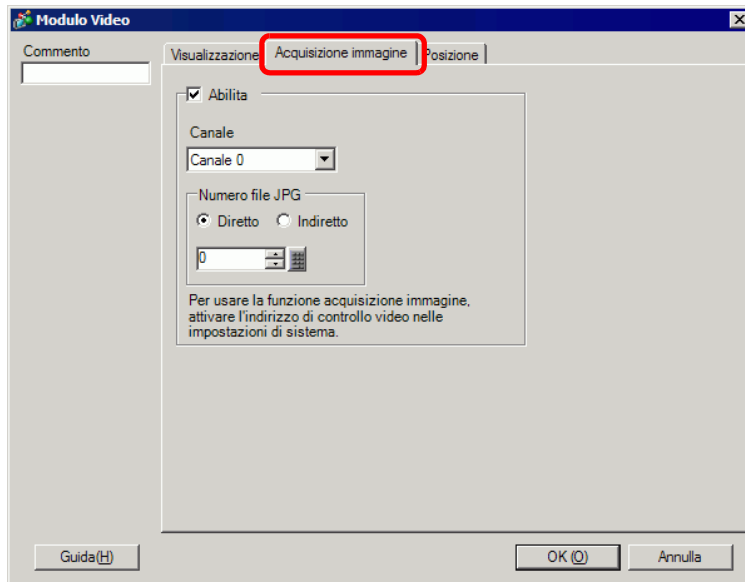 Modulo Video
Commento
Visualizzazione
Acquisizione immagine
Posizione
Abilita
Canale
Canale 0
Numero file JPG
Diretto
Indiretto
0
Per usare la funzione acquisizione immagine,
attivare l'indirizzo di controllo video nelle
impostazioni di sistema.
Guida(H)
OK (O)
Annulla